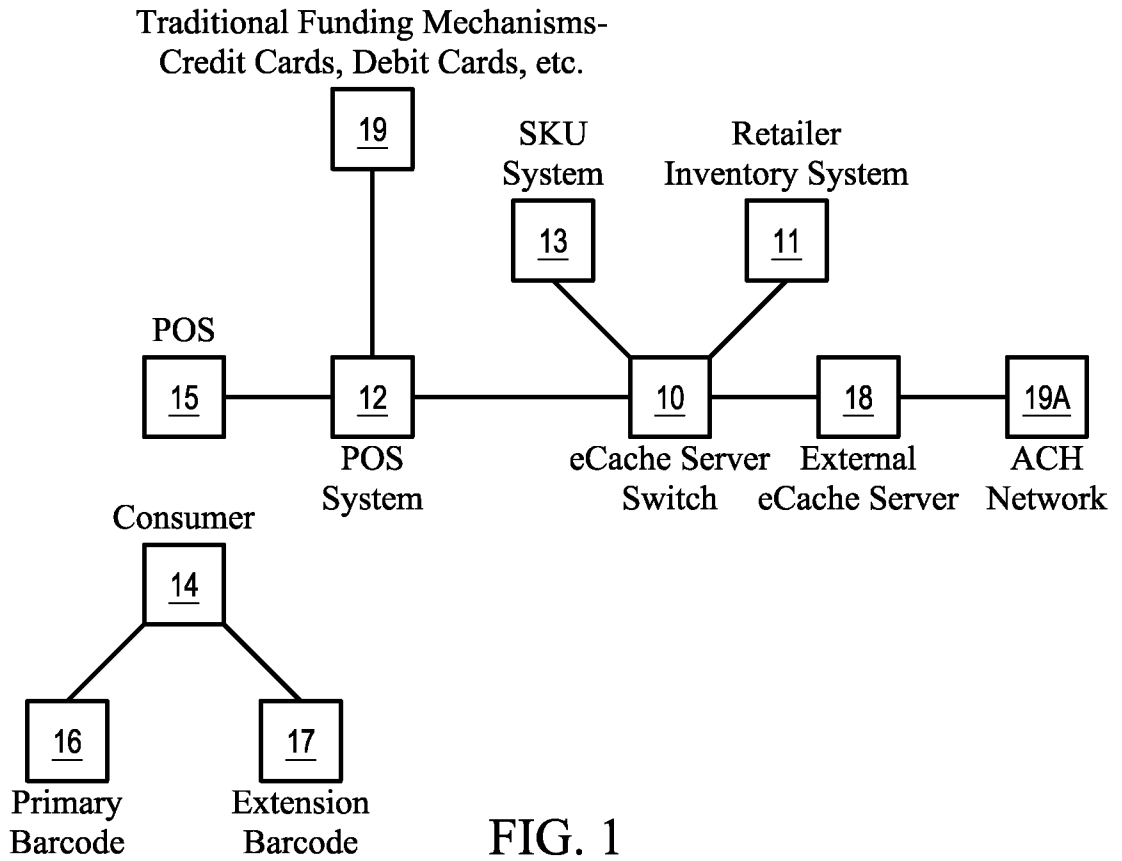 Traditional Funding Mechanisms-
Credit Cards, Debit Cards, etc.
19
SKU
System
13
Retailer
Inventory System
11
POS
15
12
POS
System
10
eCache Server
Switch
18
External
eCache Server
19A
ACH
Network
Consumer
14
16
Primary
Barcode
17
Extension
Barcode
FIG. 1